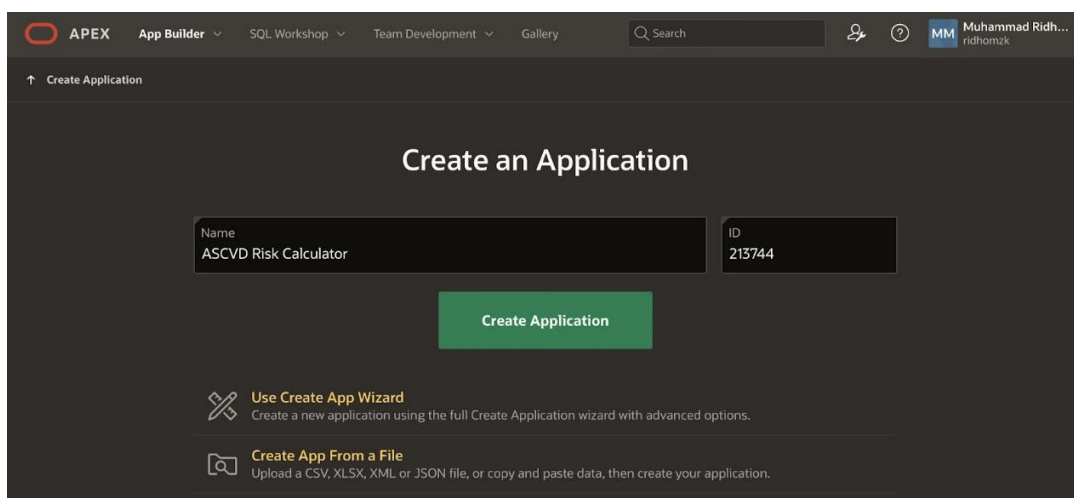 APEX App Builder SQL Workshop Team Development Gallery Search MM Muhammad Ridh...
ridhomzk
Create Application
Create an Application
Name ID
ASCVD Risk Calculator 213744
Create Application
Use Create App Wizard
Create a new application using the full Create Application wizard with advanced options.
Create App From a File
Upload a CSV, XLSX, XML or JSON file, or copy and paste data, then create your application.